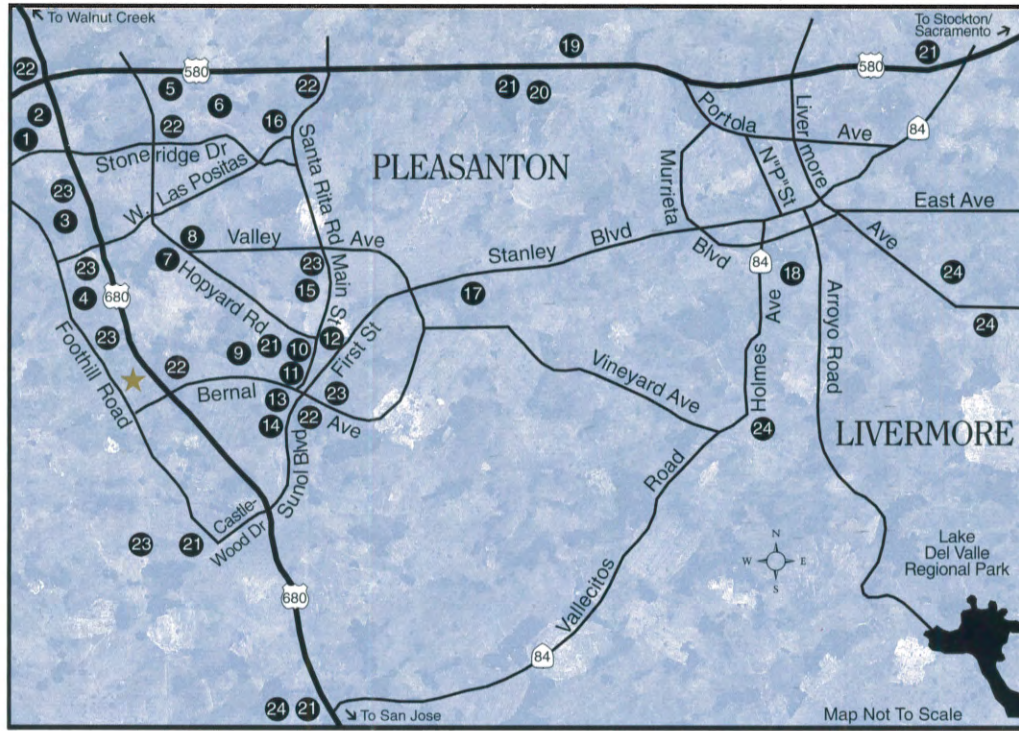 To Walnut Creek
To Stockton/
Sacramento
19
22
580
21
580
21
5
6
22
21
20
2
1
22
16
Portola
Ave
Livermore
84
Stoneridge Dr
W. Las Positas
Santa Rita Rd
PLEASANTON
Murrieta
Blvd
N"P"St
East Ave
Ave
23
3
8
7
Valley
Ave
Stanley
Blvd
23
4
680
Hopyard Rd
23
15
Main St
17
84
18
24
24
23
Foothill Road
22
9
21
10
12
11
First St
Bernal
Ave
13
14
22
23
Vineyard Ave
Holmes
Ave
Arroyo Road
24
LIVERMORE
Sunol Blvd
Castle-
Wood Dr
23
21
680
Vallecitos
Road
84
N
W
E
S
Lake
Del Valle
Regional Park
24
21
To San Jose
Map Not To Scale